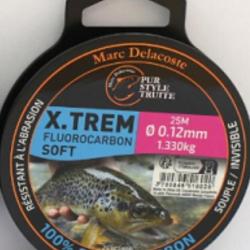 Marc Delacoste
PUR
STYLE
TRUITE
X.TREM
FLUOROCARBON
SOFT
25M
Ø 0.12mm
1.330kg
RÉSISTANT À L'ABRASION
SOUPLE / INVISIBLE
100%